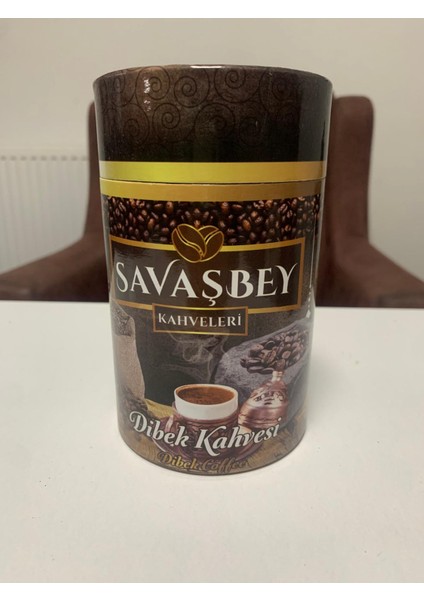 SAVAŞBEY
KAHVELERİ
Dibek Kahvesi
Dibek Coffee